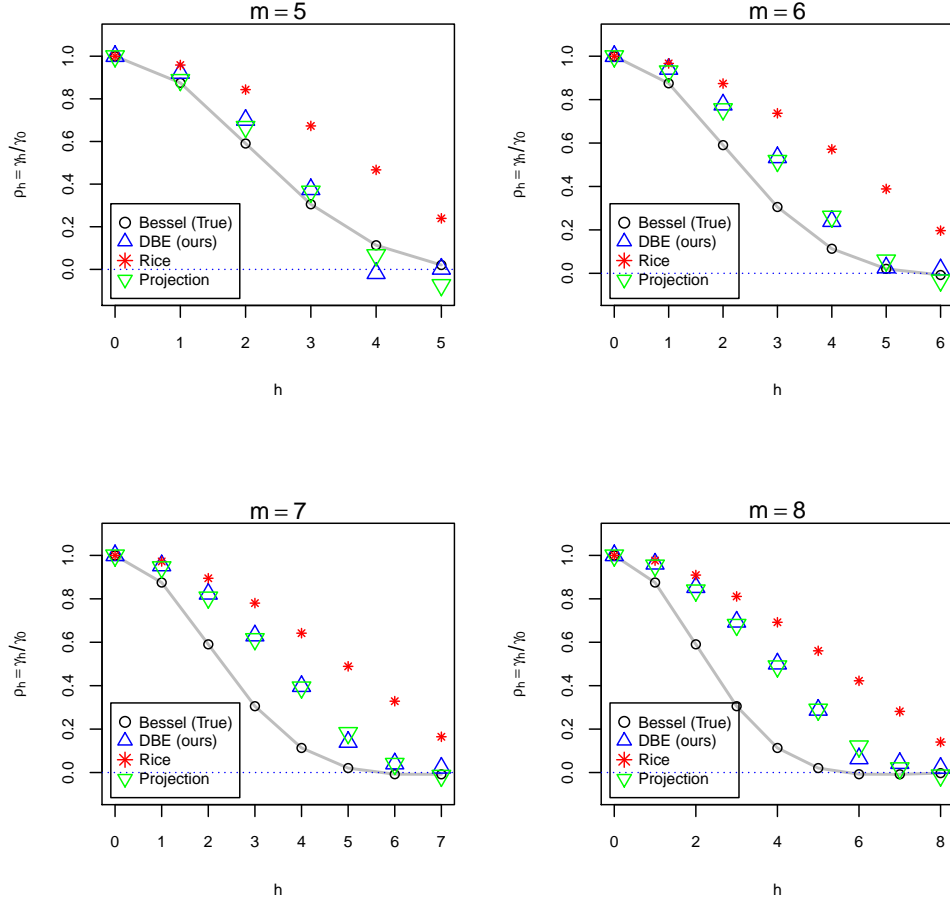 m = 5
ρh = γh/γ0
1.0
0.8
0.6
0.4
0.2
0.0
Bessel (True)
DBE (ours)
Rice
Projection
0 1 2 3 4 5
h
m = 6
ρh = γh/γ0
1.0
0.8
0.6
0.4
0.2
0.0
Bessel (True)
DBE (ours)
Rice
Projection
0 1 2 3 4 5 6
h
m = 7
ρh = γh/γ0
1.0
0.8
0.6
0.4
0.2
0.0
Bessel (True)
DBE (ours)
Rice
Projection
0 1 2 3 4 5 6 7
h
m = 8
ρh = γh/γ0
1.0
0.8
0.6
0.4
0.2
0.0
Bessel (True)
DBE (ours)
Rice
Projection
0 2 4 6 8
h